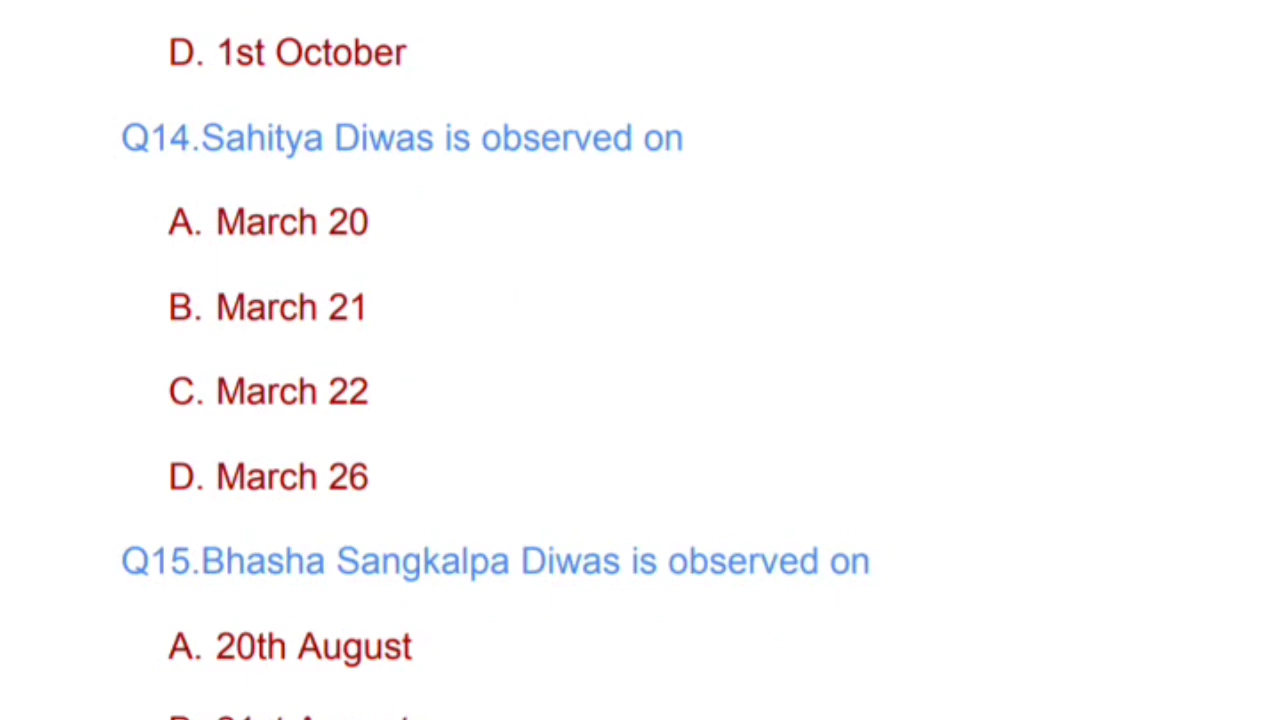 D. 1st October
Q14.Sahitya Diwas is observed on
A. March 20
B. March 21
C. March 22
D. March 26
Q15.Bhasha Sangkalpa Diwas is observed on
A. 20th August